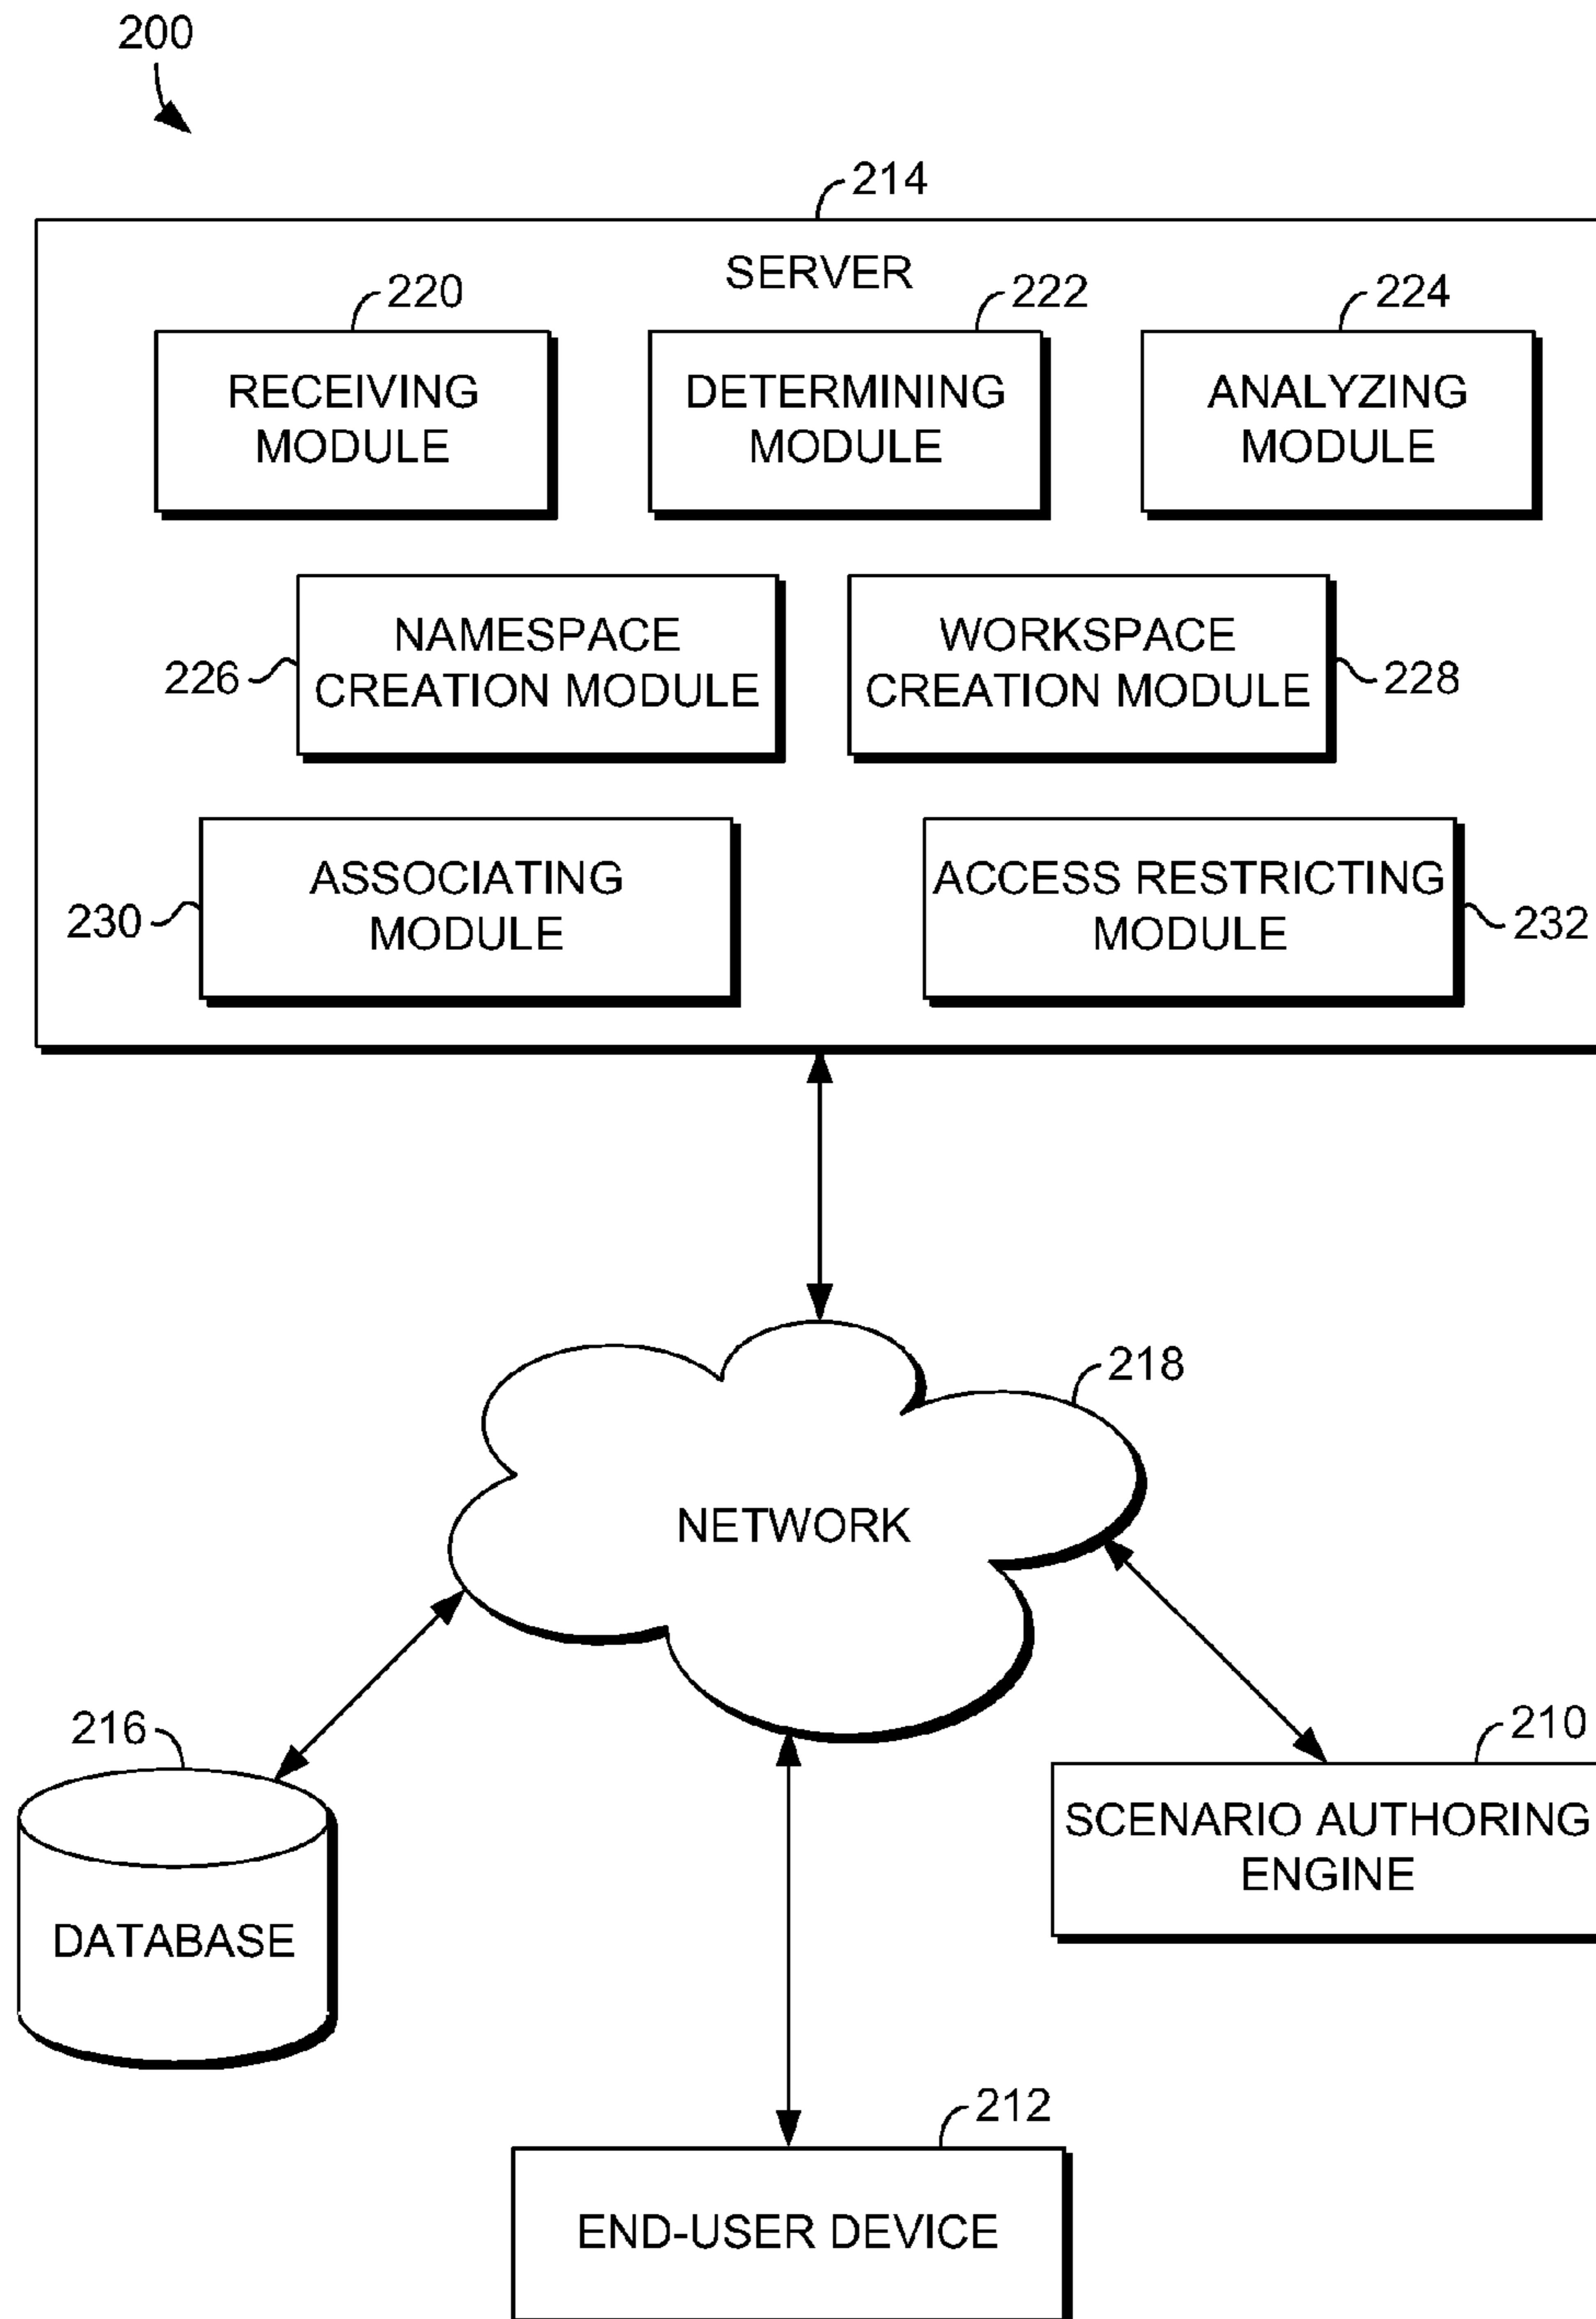 200
214
SERVER
220
222
224
RECEIVING
MODULE
DETERMINING
MODULE
ANALYZING
MODULE
226
NAMESPACE
CREATION MODULE
WORKSPACE
CREATION MODULE
228
230
ASSOCIATING
MODULE
ACCESS RESTRICTING
MODULE
232
218
NETWORK
216
DATABASE
210
SCENARIO AUTHORING
ENGINE
212
END-USER DEVICE